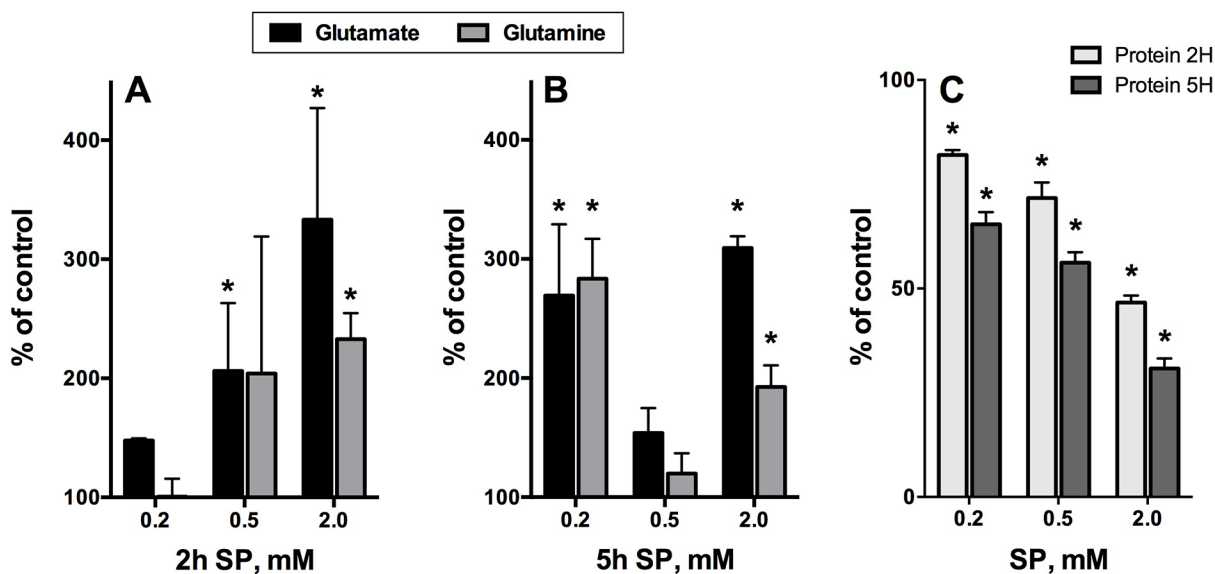 Glutamate Glutamine
A
% of control
400
300
200
100
* * *
0.2 0.5 2.0
2h SP, mM
B
% of control
400
300
200
100
* * * *
0.2 0.5 2.0
5h SP, mM
Protein 2H
Protein 5H
C
% of control
100
50
0
* * * * * *
0.2 0.5 2.0
SP, mM